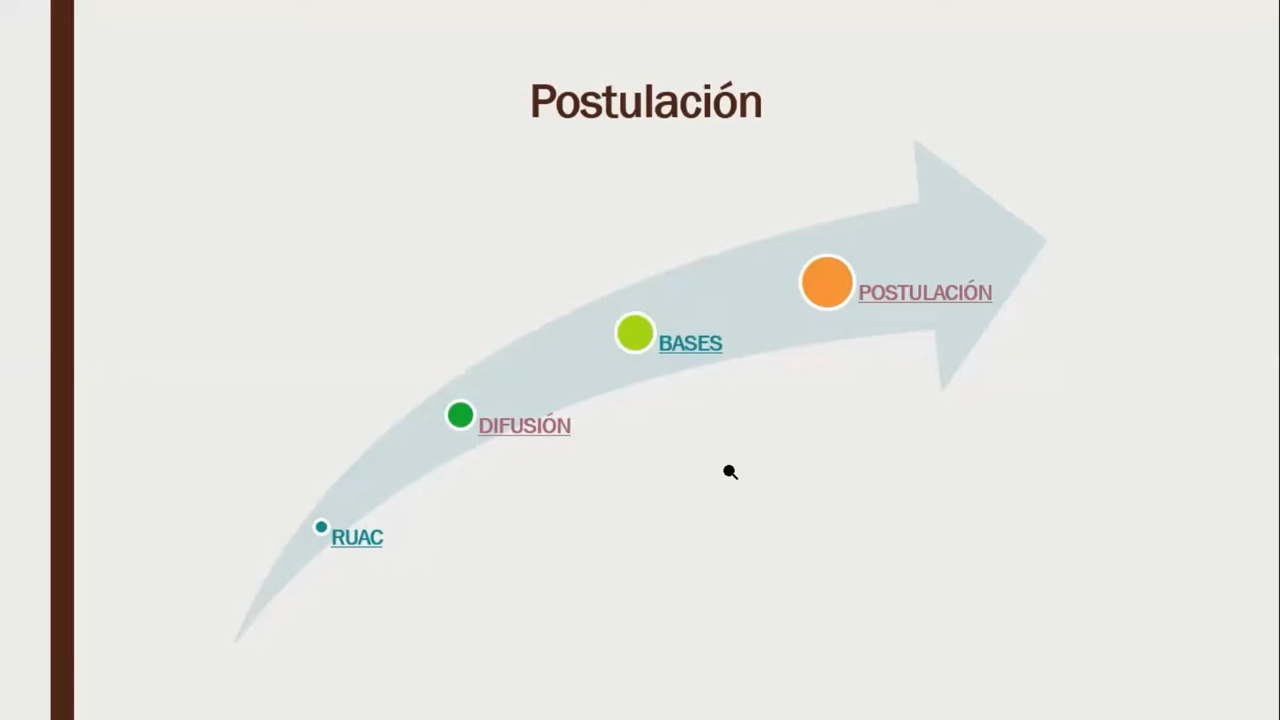 Postulación
POSTULACIÓN
BASES
DIFUSIÓN
RUAC